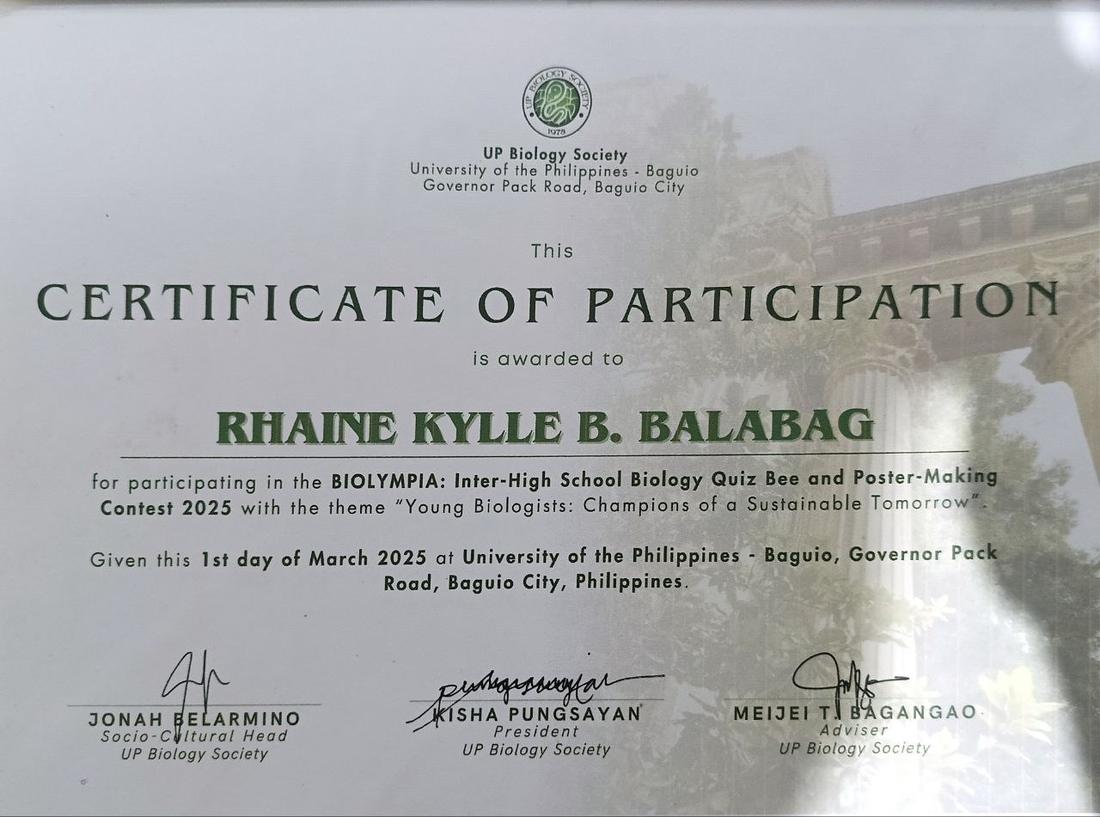 UP BIOLOGY SOCIETY
1978
UP Biology Society
University of the Philippines - Baguio
Governor Pack Road, Baguio City
This
CERTIFICATE OF PARTICIPATION
is awarded to
RHAINE KYLLE B. BALABAG
for participating in the BIOLYMPIA: Inter-High School Biology Quiz Bee and Poster-Making
Contest 2025 with the theme “Young Biologists: Champions of a Sustainable Tomorrow”.
Given this 1st day of March 2025 at University of the Philippines - Baguio, Governor Pack
Road, Baguio City, Philippines.
JONAH BELARMINO
Socio-Cultural Head
UP Biology Society
KISHA PUNGSAYAN
President
UP Biology Society
MEIJEI T. BAGANGAO
Adviser
UP Biology Society